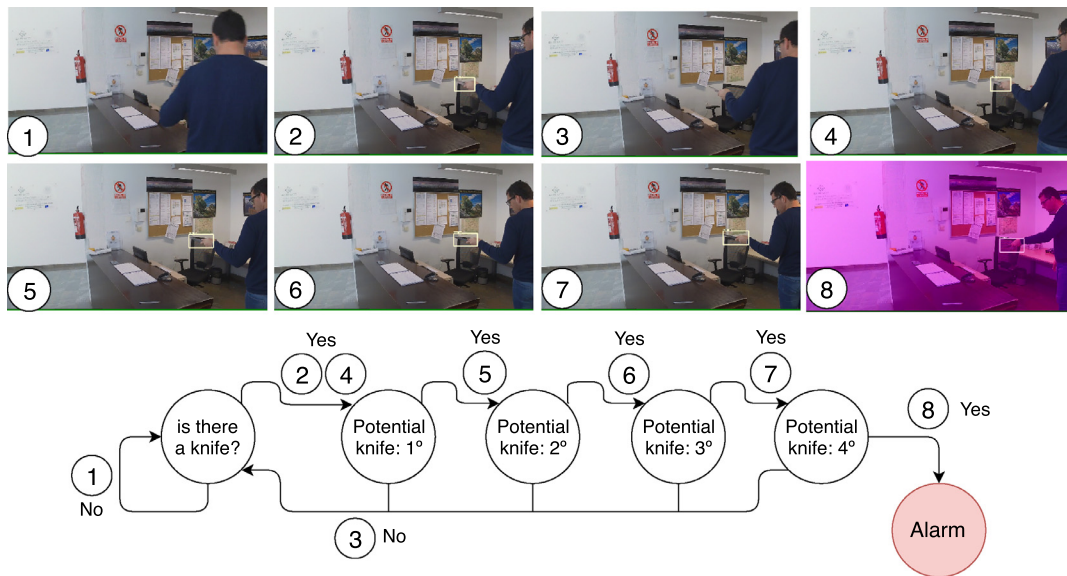 1
2
3
4
5
6
7
8
Yes
2
4
Yes
5
Yes
6
Yes
7
8
Yes
is there
a knife?
Potential
knife: 1º
Potential
knife: 2º
Potential
knife: 3º
Potential
knife: 4º
1
No
3
No
Alarm